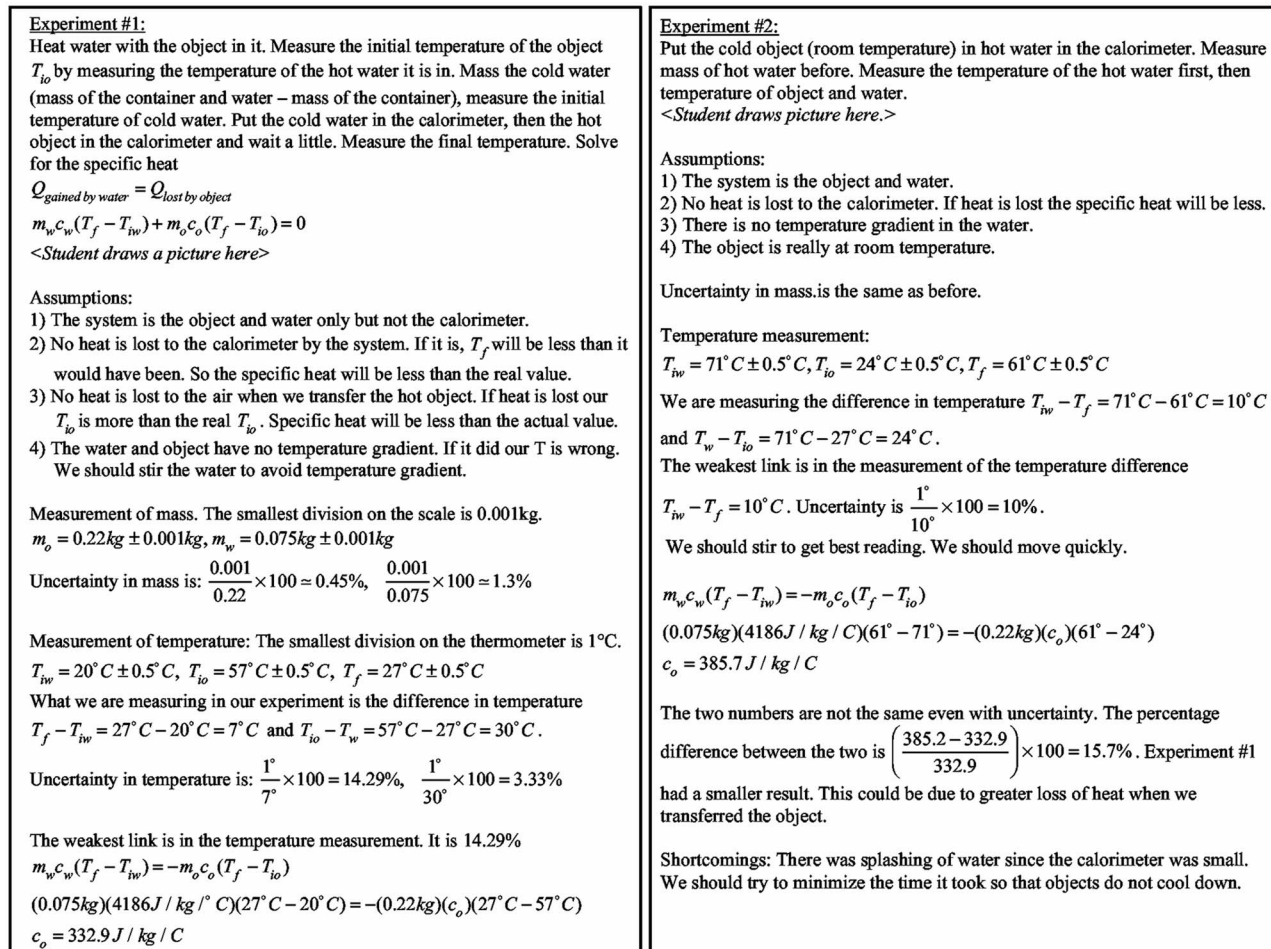 Experiment #1:
Heat water with the object in it. Measure the initial temperature of the object
T_io by measuring the temperature of the hot water it is in. Mass the cold water
(mass of the container and water – mass of the container), measure the initial
temperature of cold water. Put the cold water in the calorimeter, then the hot
object in the calorimeter and wait a little. Measure the final temperature. Solve
for the specific heat
Q_gained by water = Q_lost by object
m_w c_w (T_f − T_iw) + m_o c_o (T_f − T_io) = 0
<Student draws a picture here>
Assumptions:
1) The system is the object and water only but not the calorimeter.
2) No heat is lost to the calorimeter by the system. If it is, T_f will be less than it
would have been. So the specific heat will be less than the real value.
3) No heat is lost to the air when we transfer the hot object. If heat is lost our
T_io is more than the real T_io. Specific heat will be less than the actual value.
4) The water and object have no temperature gradient. If it did our T is wrong.
We should stir the water to avoid temperature gradient.
Measurement of mass. The smallest division on the scale is 0.001kg.
m_o = 0.22kg ± 0.001kg, m_w = 0.075kg ± 0.001kg
Uncertainty in mass is: 0.001/0.22 × 100 ≃ 0.45%, 0.001/0.075 × 100 ≃ 1.3%
Measurement of temperature: The smallest division on the thermometer is 1°C.
T_iw = 20°C ± 0.5°C, T_io = 57°C ± 0.5°C, T_f = 27°C ± 0.5°C
What we are measuring in our experiment is the difference in temperature
T_f − T_iw = 27°C − 20°C = 7°C and T_io − T_w = 57°C − 27°C = 30°C.
Uncertainty in temperature is: 1°/7° × 100 = 14.29%, 1°/30° × 100 = 3.33%
The weakest link is in the temperature measurement. It is 14.29%
m_w c_w (T_f − T_iw) = −m_o c_o (T_f − T_io)
(0.075kg)(4186J / kg /° C)(27°C − 20°C) = −(0.22kg)(c_o)(27°C − 57°C)
c_o = 332.9 J / kg / C
Experiment #2:
Put the cold object (room temperature) in hot water in the calorimeter. Measure
mass of hot water before. Measure the temperature of the hot water first, then
temperature of object and water.
<Student draws picture here.>
Assumptions:
1) The system is the object and water.
2) No heat is lost to the calorimeter. If heat is lost the specific heat will be less.
3) There is no temperature gradient in the water.
4) The object is really at room temperature.
Uncertainty in mass.is the same as before.
Temperature measurement:
T_iw = 71°C ± 0.5°C, T_io = 24°C ± 0.5°C, T_f = 61°C ± 0.5°C
We are measuring the difference in temperature T_iw − T_f = 71°C − 61°C = 10°C
and T_w − T_io = 71°C − 27°C = 24°C.
The weakest link is in the measurement of the temperature difference
T_iw − T_f = 10°C. Uncertainty is 1°/10° × 100 = 10%.
We should stir to get best reading. We should move quickly.
m_w c_w (T_f − T_iw) = −m_o c_o (T_f − T_io)
(0.075kg)(4186J / kg / C)(61° − 71°) = −(0.22kg)(c_o)(61° − 24°)
c_o = 385.7 J / kg / C
The two numbers are not the same even with uncertainty. The percentage
difference between the two is ((385.2 − 332.9)/332.9) × 100 = 15.7%. Experiment #1
had a smaller result. This could be due to greater loss of heat when we
transferred the object.
Shortcomings: There was splashing of water since the calorimeter was small.
We should try to minimize the time it took so that objects do not cool down.